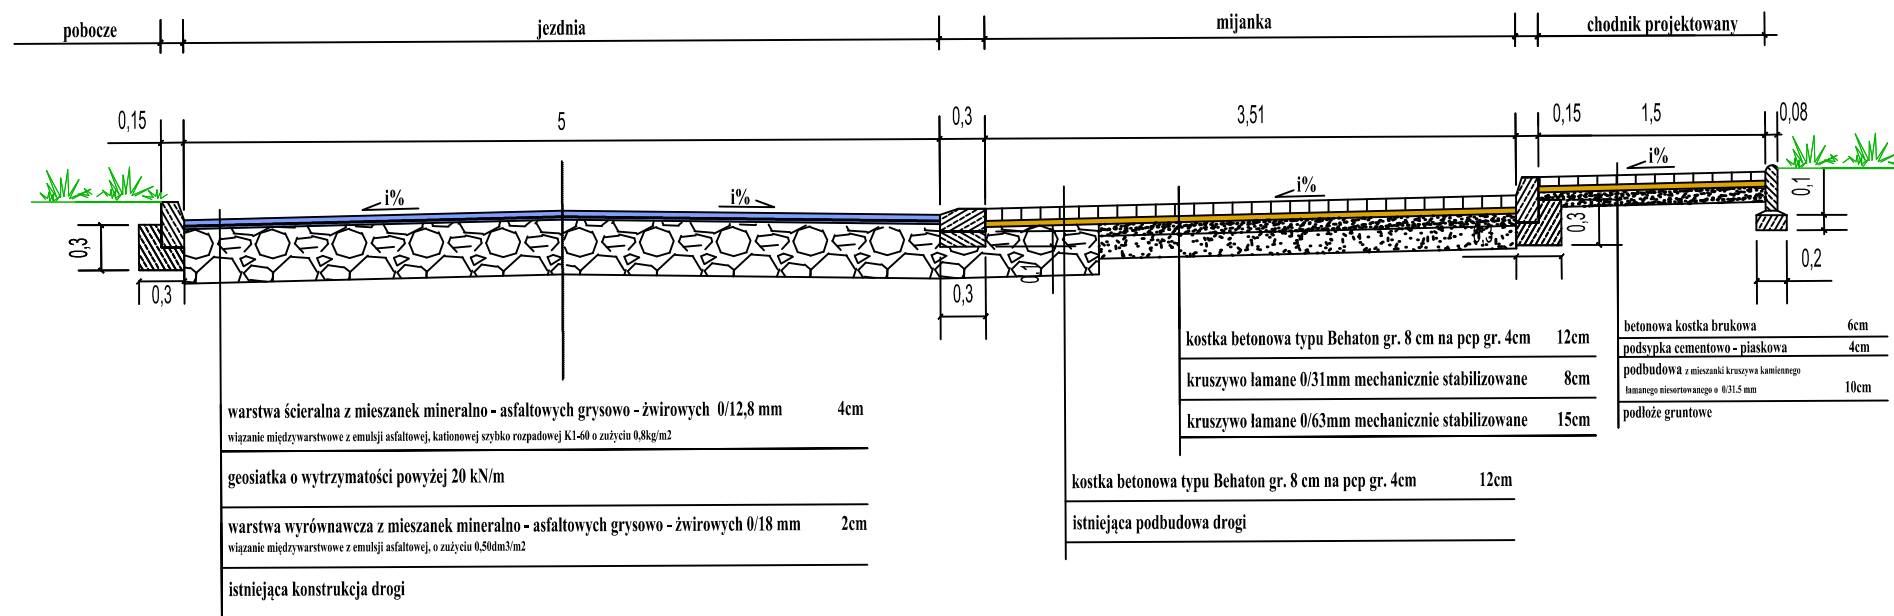 pobocze
jezdnia
mijanka
chodnik projektowany
0,15
5
0,3
3,51
0,15
1,5
0,08
i%
i%
i%
i%
0,3
0,3
0,1
0,3
0,3
0,1
0,2
kostka betonowa typu Behaton gr. 8 cm na pcp gr. 4cm 12cm
kruszywo łamane 0/31mm mechanicznie stabilizowane 8cm
kruszywo łamane 0/63mm mechanicznie stabilizowane 15cm
betonowa kostka brukowa 6cm
podsypka cementowo - piaskowa 4cm
podbudowa z mieszanki kruszywa kamiennego
łamanego niesortowanego o 0/31.5 mm 10cm
podłoże gruntowe
warstwa ścieralna z mieszanek mineralno - asfaltowych grysowo - żwirowych 0/12,8 mm 4cm
wiązanie międzywarstwowe z emulsji asfaltowej, kationowej szybko rozpadowej K1-60 o zużyciu 0,8kg/m2
geosiatka o wytrzymatości powyżej 20 kN/m
warstwa wyrównawcza z mieszanek mineralno - asfaltowych grysowo - żwirowych 0/18 mm 2cm
wiązanie międzywarstwowe z emulsji asfaltowej, o zużyciu 0,50dm3/m2
istniejąca konstrukcja drogi
kostka betonowa typu Behaton gr. 8 cm na pcp gr. 4cm 12cm
istniejąca podbudowa drogi